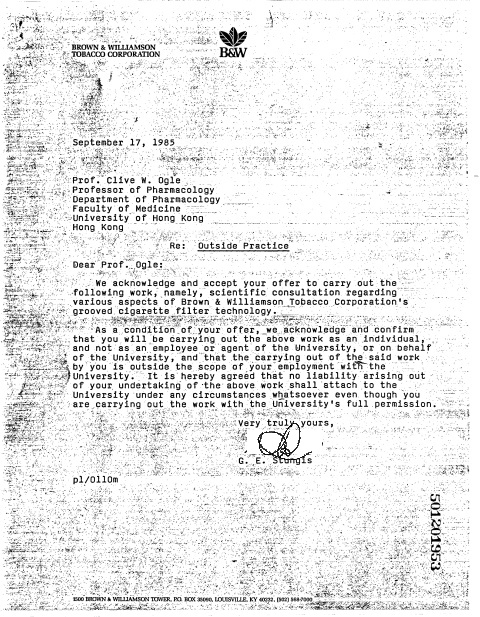 BROWN & WILLIAMSON
TOBACCO CORPORATION
B&W
September 17, 1985
Prof. Clive W. Ogle
Professor of Pharmacology
Department of Pharmacology
Faculty of Medicine
University of Hong Kong
Hong Kong
Re: Outside Practice
Dear Prof. Ogle:
We acknowledge and accept your offer to carry out the
following work, namely, scientific consultation regarding
various aspects of Brown & Williamson Tobacco Corporation's
grooved cigarette filter technology.
As a condition of your offer, we acknowledge and confirm
that you will be carrying out the above work as an individual,
and not as an employee or agent of the University, or on behalf
of the University, and that the carrying out of the said work
by you is outside the scope of your employment with the
University. It is hereby agreed that no liability arising out
of your undertaking of the above work shall attach to the
University under any circumstances whatsoever even though you
are carrying out the work with the University's full permission.
Very truly yours,
G. E. Stungis
pl/0110m
501201953
1500 BROWN & WILLIAMSON TOWER, P.O. BOX 35090, LOUISVILLE, KY 40232, (502) 568-7000